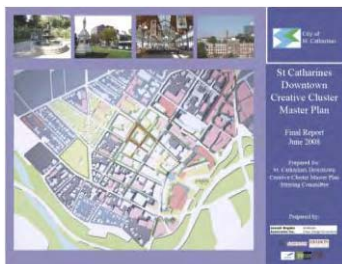 City of
St. Catharines
St Catharines
Downtown
Creative Cluster
Master Plan
Final Report
June 2008
Prepared for:
St. Catharines Downtown
Creative Cluster Master Plan
Steering Committee
Prepared by: